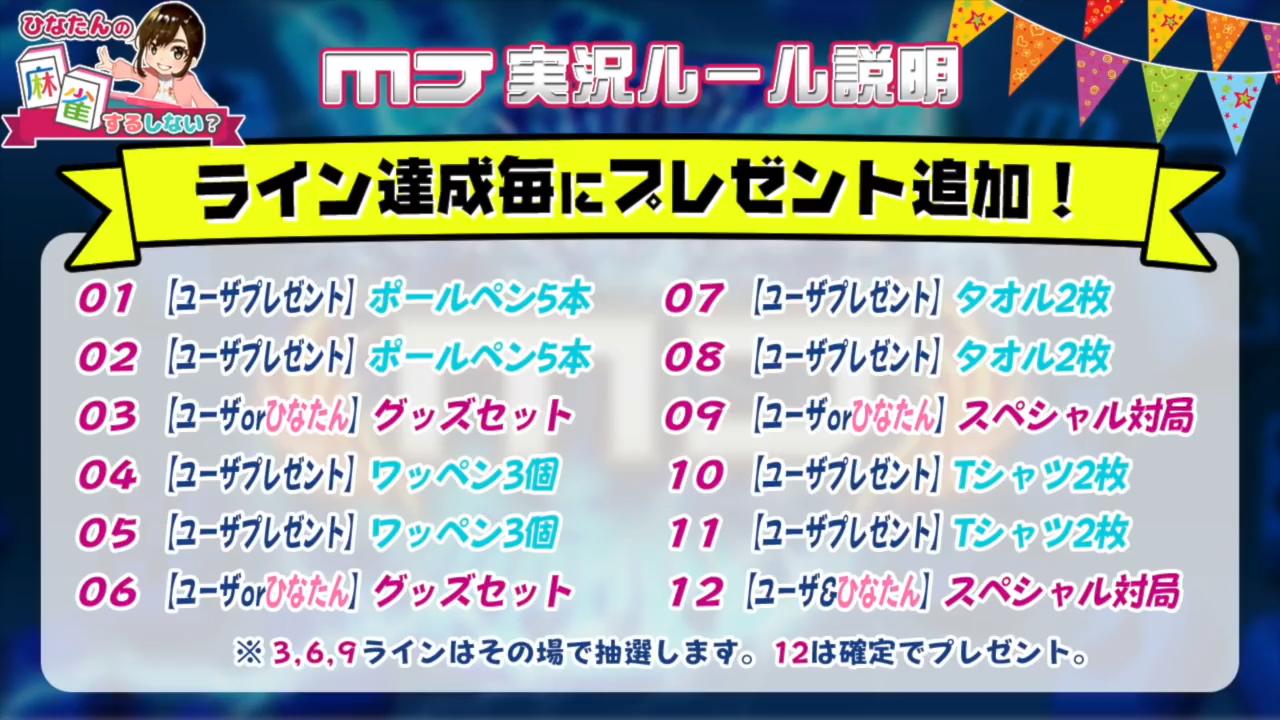 ひなたんの
麻雀
するしない？
MJ 実況ルール説明
ライン達成毎にプレゼント追加！
01 【ユーザプレゼント】 ボールペン5本
02 【ユーザプレゼント】 ボールペン5本
03 【ユーザorひなたん】 グッズセット
04 【ユーザプレゼント】 ワッペン3個
05 【ユーザプレゼント】 ワッペン3個
06 【ユーザorひなたん】 グッズセット
07 【ユーザプレゼント】 タオル2枚
08 【ユーザプレゼント】 タオル2枚
09 【ユーザorひなたん】 スペシャル対局
10 【ユーザプレゼント】 Tシャツ2枚
11 【ユーザプレゼント】 Tシャツ2枚
12 【ユーザ&ひなたん】 スペシャル対局
※ 3,6,9ラインはその場で抽選します。12は確定でプレゼント。